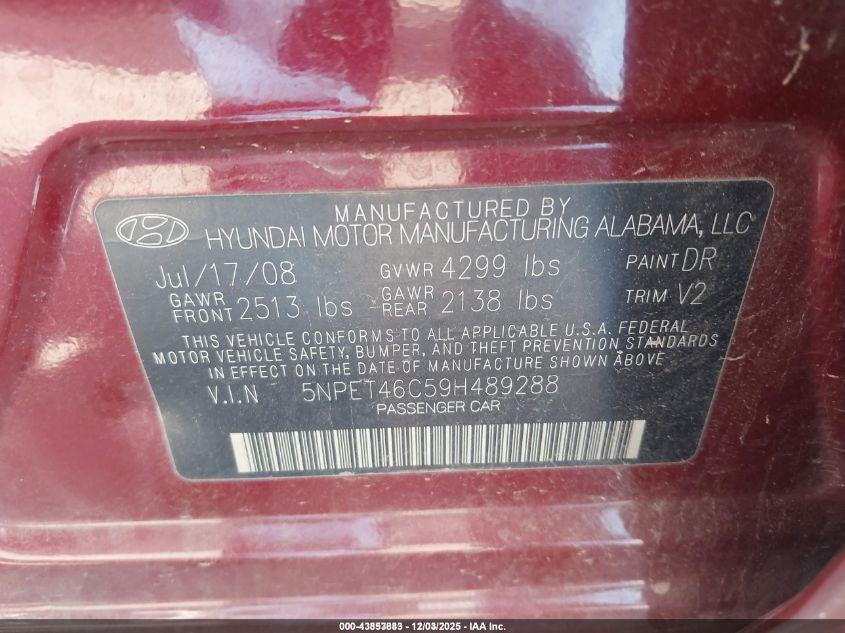 MANUFACTURED BY
HYUNDAI MOTOR MANUFACTURING ALABAMA, LLC
Jul/17/08 GVWR 4299 lbs PAINT DR
GAWR FRONT 2513 lbs GAWR REAR 2138 lbs TRIM V2
THIS VEHICLE CONFORMS TO ALL APPLICABLE U.S.A. FEDERAL
MOTOR VEHICLE SAFETY, BUMPER, AND THEFT PREVENTION STANDARDS
IN EFFECT ON THE DATE OF MANUFACTURE SHOWN ABOVE
V.I.N 5NPET46C59H489288
PASSENGER CAR
000-43853883 - 12/03/2025 - IAA Inc.